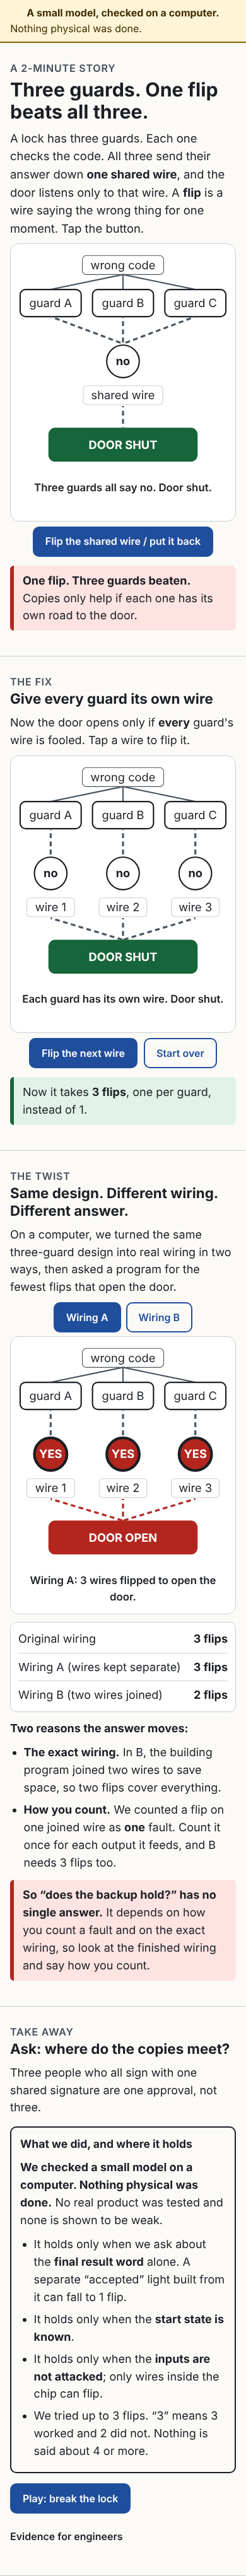 A small model, checked on a computer.
Nothing physical was done.
A 2-MINUTE STORY
Three guards. One flip
beats all three.
A lock has three guards. Each one
checks the code. All three send their
answer down one shared wire, and the
door listens only to that wire. A flip is a
wire saying the wrong thing for one
moment. Tap the button.
wrong code
guard A guard B guard C
no
shared wire
DOOR SHUT
Three guards all say no. Door shut.
Flip the shared wire / put it back
One flip. Three guards beaten.
Copies only help if each one has its
own road to the door.
THE FIX
Give every guard its own wire
Now the door opens only if every guard's
wire is fooled. Tap a wire to flip it.
wrong code
guard A guard B guard C
no no no
wire 1 wire 2 wire 3
DOOR SHUT
Each guard has its own wire. Door shut.
Flip the next wire Start over
Now it takes 3 flips, one per guard,
instead of 1.
THE TWIST
Same design. Different wiring.
Different answer.
On a computer, we turned the same
three-guard design into real wiring in two
ways, then asked a program for the
fewest flips that open the door.
Wiring A Wiring B
wrong code
guard A guard B guard C
YES YES YES
wire 1 wire 2 wire 3
DOOR OPEN
Wiring A: 3 wires flipped to open the
door.
Original wiring 3 flips
Wiring A (wires kept separate) 3 flips
Wiring B (two wires joined) 2 flips
Two reasons the answer moves:
• The exact wiring. In B, the building
program joined two wires to save
space, so two flips cover everything.
• How you count. We counted a flip on
one joined wire as one fault. Count it
once for each output it feeds, and B
needs 3 flips too.
So “does the backup hold?” has no
single answer. It depends on how
you count a fault and on the exact
wiring, so look at the finished wiring
and say how you count.
TAKE AWAY
Ask: where do the copies meet?
Three people who all sign with one
shared signature are one approval, not
three.
What we did, and where it holds
We checked a small model on a
computer. Nothing physical was
done. No real product was tested and
none is shown to be weak.
• It holds only when we ask about
the final result word alone. A
separate “accepted” light built from
it can fall to 1 flip.
• It holds only when the start state is
known.
• It holds only when the inputs are
not attacked; only wires inside the
chip can flip.
• We tried up to 3 flips. “3” means 3
worked and 2 did not. Nothing is
said about 4 or more.
Play: break the lock
Evidence for engineers